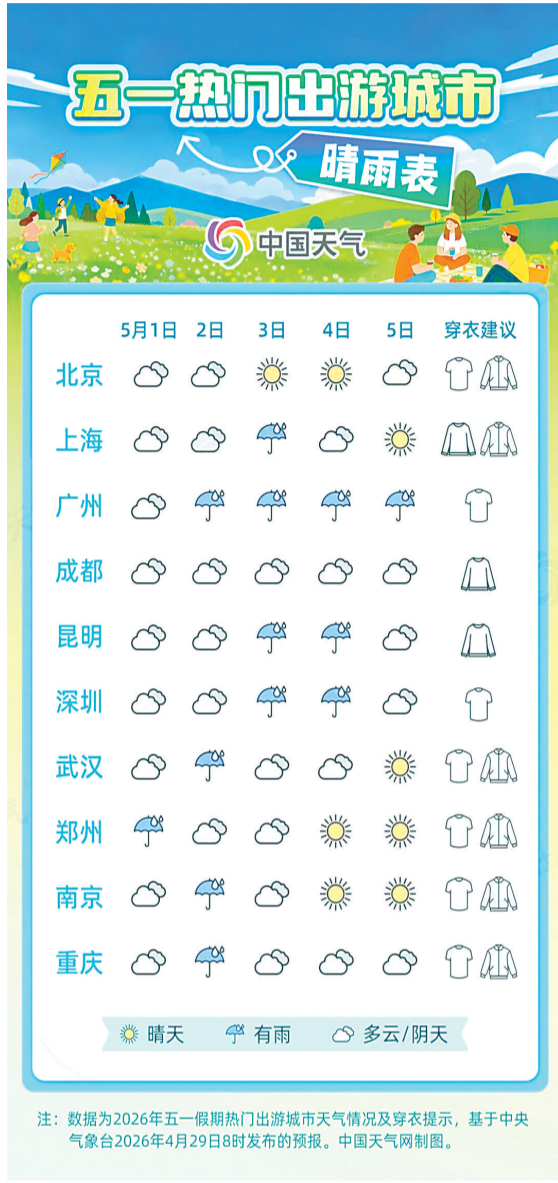 五一热门出游城市
晴雨表
中国天气
5月1日 2日 3日 4日 5日 穿衣建议
北京
上海
广州
成都
昆明
深圳
武汉
郑州
南京
重庆
晴天 有雨 多云/阴天
注：数据为2026年五一假期热门出游城市天气情况及穿衣提示，基于中央
气象台2026年4月29日8时发布的预报。中国天气网制图。